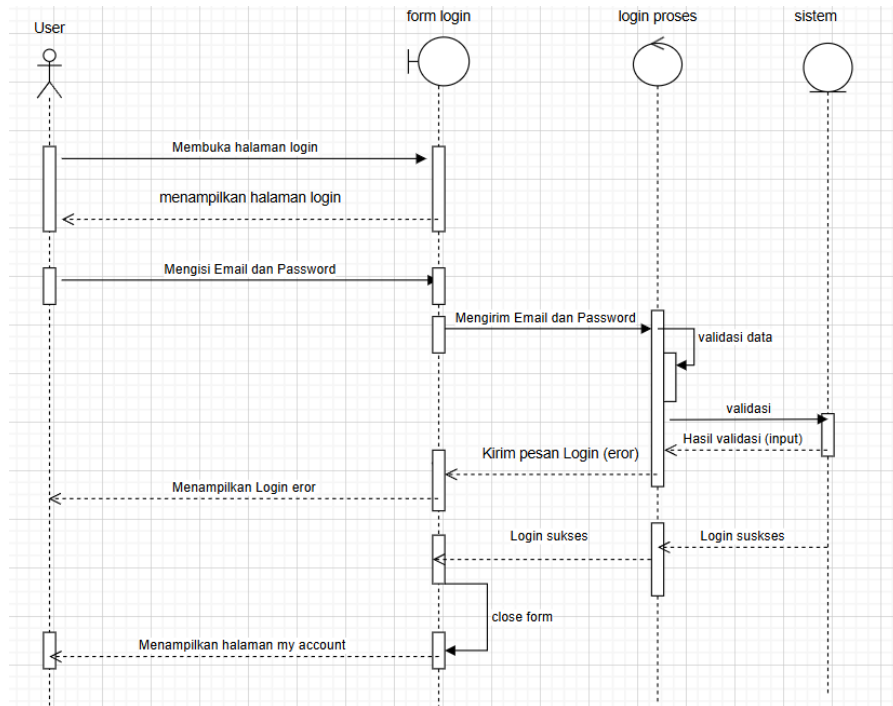 User
form login
login proses
sistem
Membuka halaman login
menampilkan halaman login
Mengisi Email dan Password
Mengirim Email dan Password
validasi data
validasi
Hasil validasi (input)
Kirim pesan Login (eror)
Menampilkan Login eror
Login sukses
Login suskses
close form
Menampilkan halaman my account